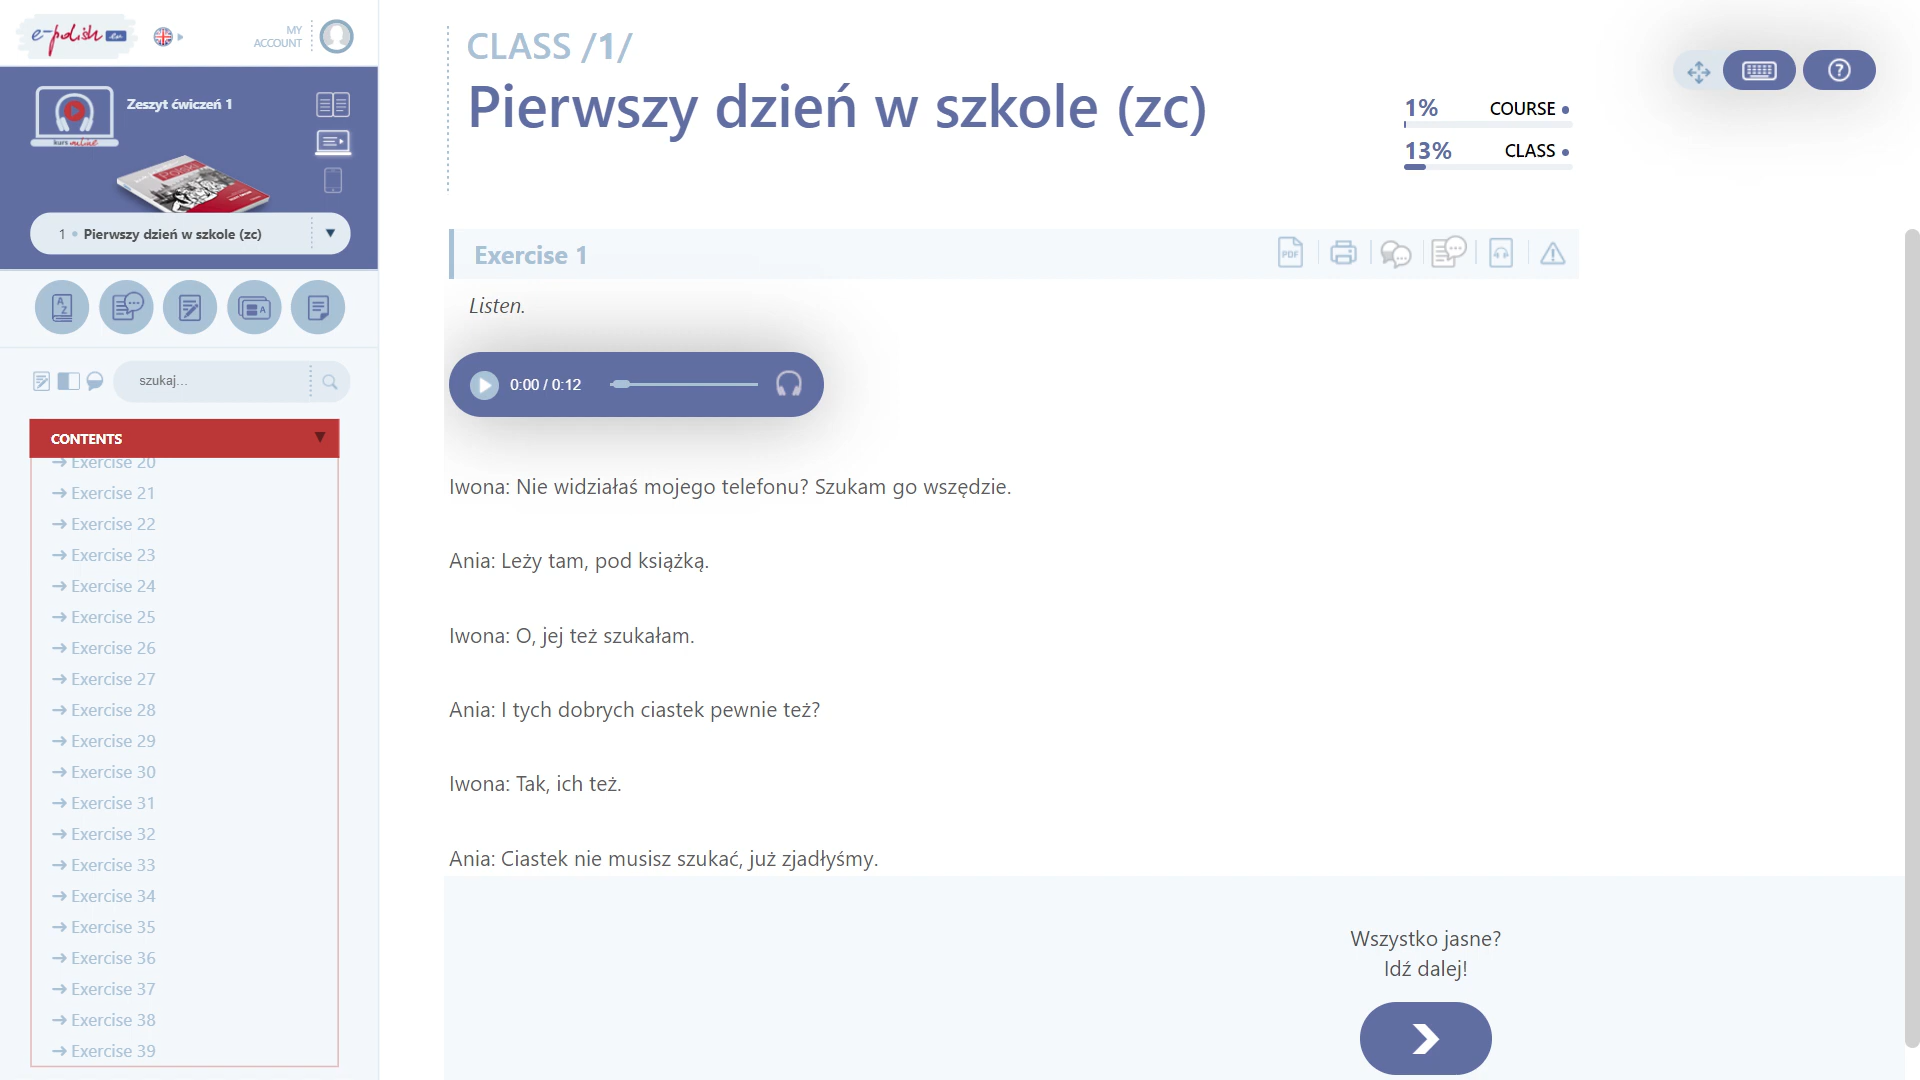 e-polish.eu
MY
ACCOUNT
Zeszyt ćwiczeń 1
kurs online
1 • Pierwszy dzień w szkole (zc)
szukaj...
CONTENTS
Exercise 20
Exercise 21
Exercise 22
Exercise 23
Exercise 24
Exercise 25
Exercise 26
Exercise 27
Exercise 28
Exercise 29
Exercise 30
Exercise 31
Exercise 32
Exercise 33
Exercise 34
Exercise 35
Exercise 36
Exercise 37
Exercise 38
Exercise 39
CLASS /1/
Pierwszy dzień w szkole (zc)
1% COURSE •
13% CLASS •
Exercise 1
PDF
Listen.
0:00 / 0:12
Iwona: Nie widziałaś mojego telefonu? Szukam go wszędzie.
Ania: Leży tam, pod książką.
Iwona: O, jej też szukałam.
Ania: I tych dobrych ciastek pewnie też?
Iwona: Tak, ich też.
Ania: Ciastek nie musisz szukać, już zjadłyśmy.
Wszystko jasne?
Idź dalej!